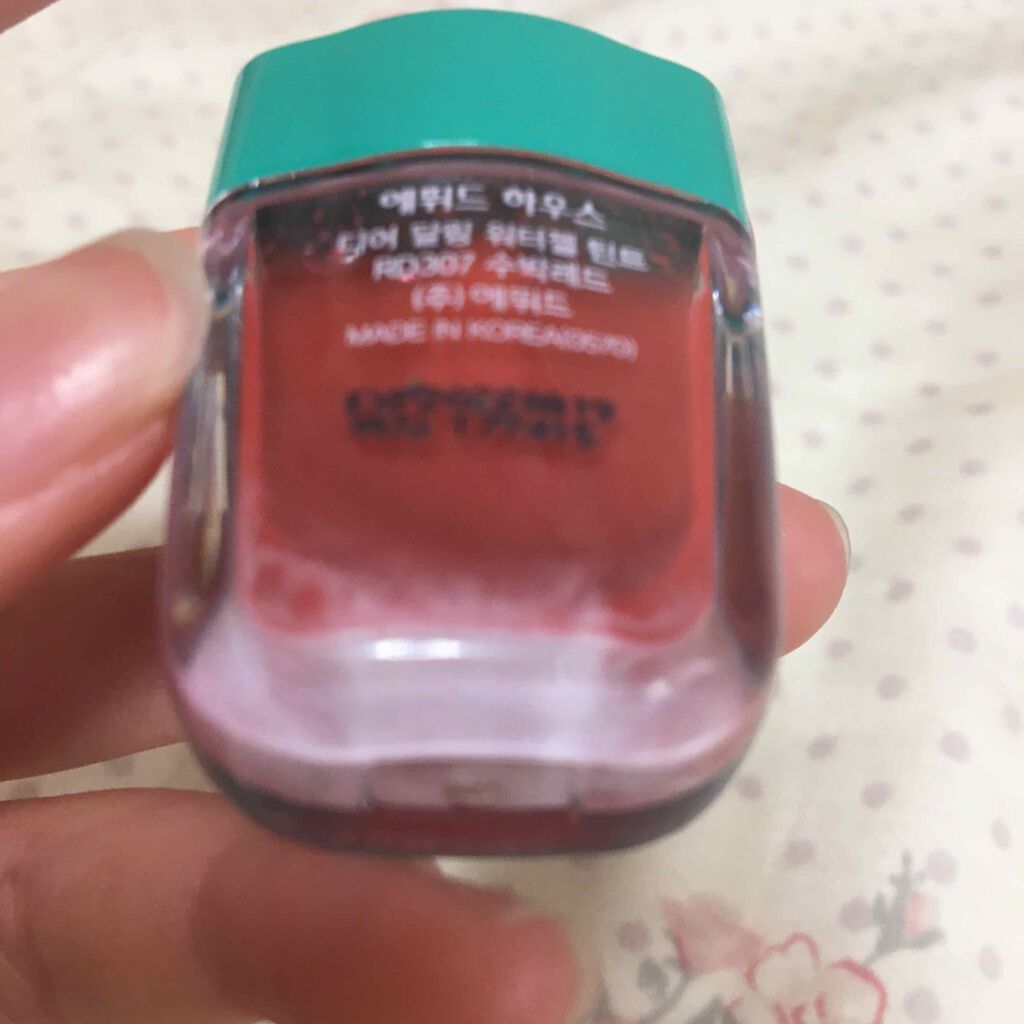 에뛰드 하우스
디어 달링 워터젤 틴트
RD307 수박레드
(주) 에뛰드
MADE IN KOREA